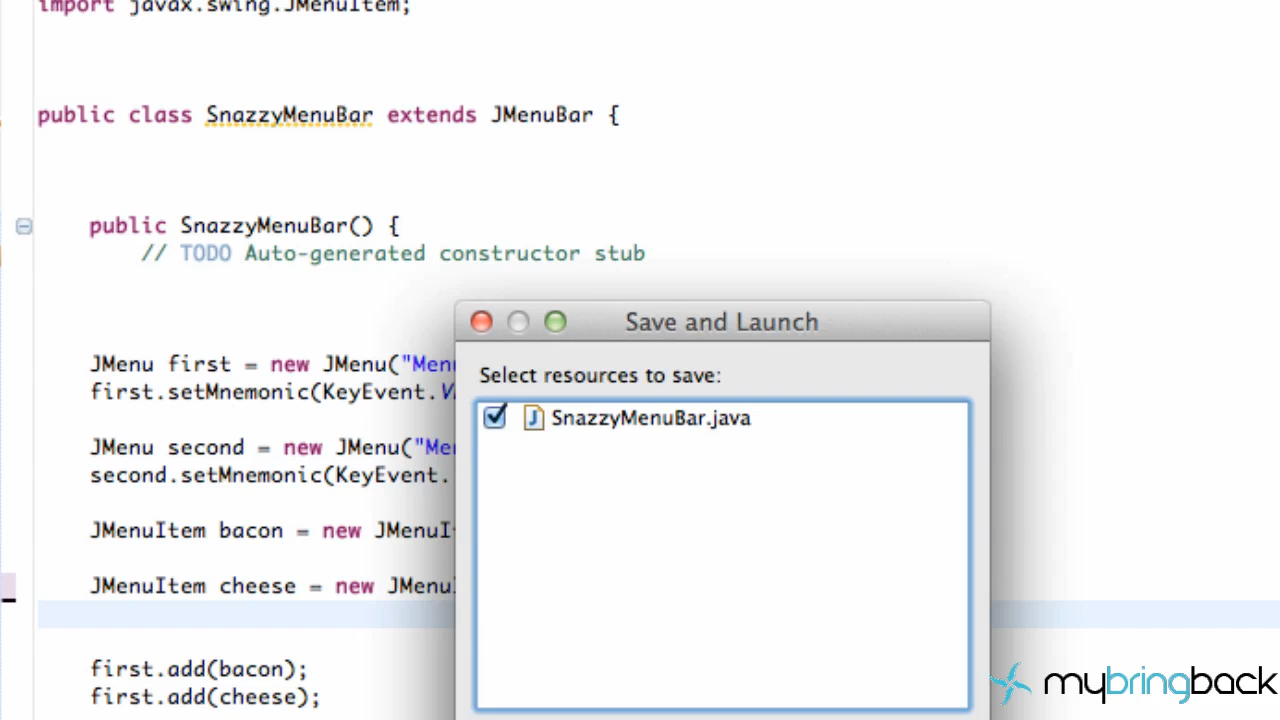 import javax.swing.JMenuItem;
public class SnazzyMenuBar extends JMenuBar {
public SnazzyMenuBar() {
// TODO Auto-generated constructor stub
Save and Launch
Select resources to save:
SnazzyMenuBar.java
JMenu first = new JMenu("Menu
first.setMnemonic(KeyEvent.
JMenu second = new JMenu("Me
second.setMnemonic(KeyEvent.
JMenuItem bacon = new JMenuI
JMenuItem cheese = new JMenu
first.add(bacon);
first.add(cheese);
mybringback